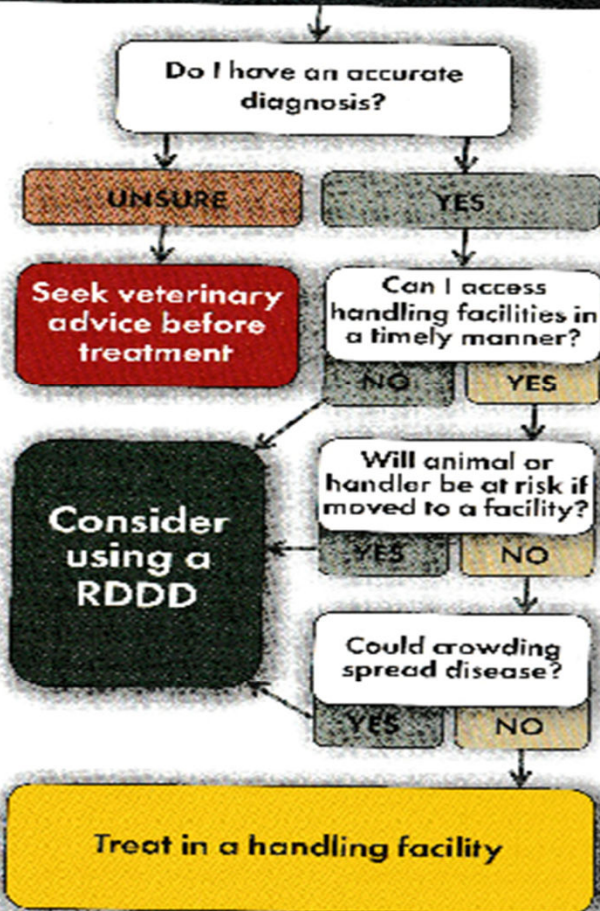 Do I have an accurate
diagnosis?
UNSURE
YES
Seek veterinary
advice before
treatment
Can I access
handling facilities in
a timely manner?
NO
YES
Consider
using a
RDDD
Will animal or
handler be at risk if
moved to a facility?
YES
NO
Could crowding
spread disease?
YES
NO
Treat in a handling facility